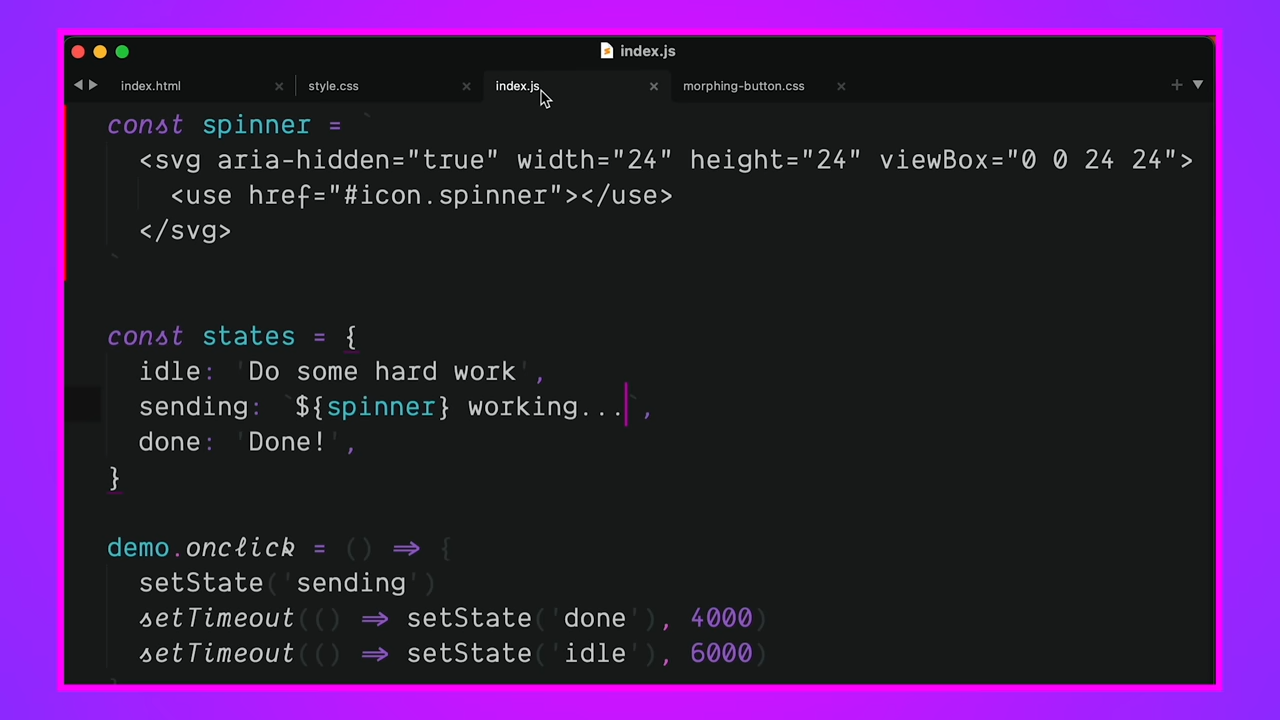 index.js
index.html
style.css
index.js
morphing-button.css
const spinner = `
<svg aria-hidden="true" width="24" height="24" viewBox="0 0 24 24">
<use href="#icon.spinner"></use>
</svg>
`
const states = {
idle: 'Do some hard work',
sending: `${spinner} working...`,
done: 'Done!',
}
demo.onclick = () => {
setState('sending')
setTimeout(() => setState('done'), 4000)
setTimeout(() => setState('idle'), 6000)